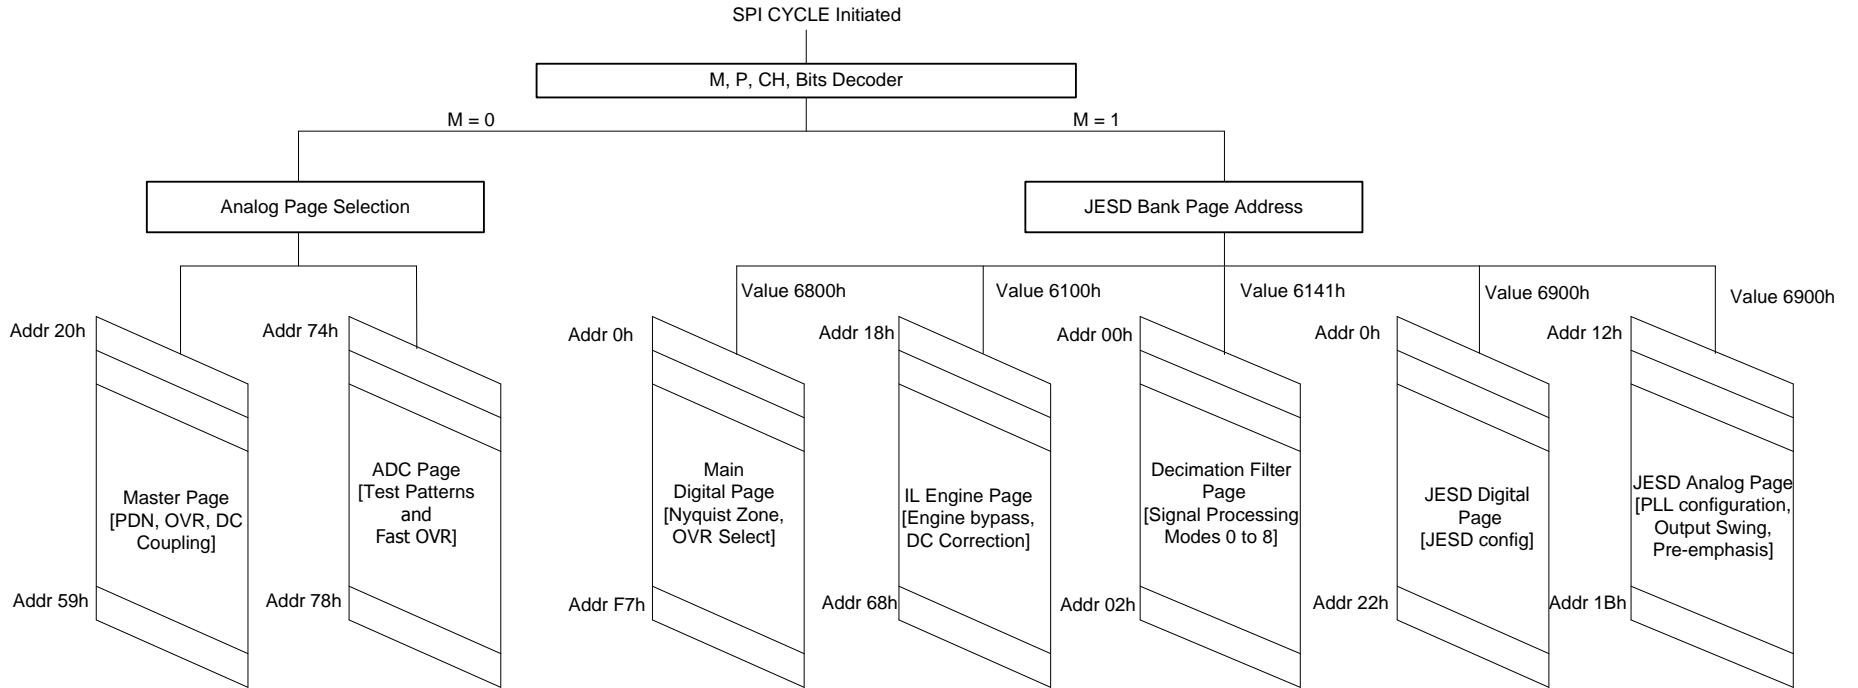 SPI CYCLE Initiated
M, P, CH, Bits Decoder
M = 0
M = 1
Analog Page Selection
JESD Bank Page Address
Value 6800h
Value 6100h
Value 6141h
Value 6900h
Value 6900h
Addr 20h
Addr 74h
Addr 0h
Addr 18h
Addr 00h
Addr 0h
Addr 12h
Master Page
[PDN, OVR, DC
Coupling]
ADC Page
[Test Patterns
and
Fast OVR]
Main
Digital Page
[Nyquist Zone,
OVR Select]
IL Engine Page
[Engine bypass,
DC Correction]
Decimation Filter
Page
[Signal Processing
Modes 0 to 8]
JESD Digital
Page
[JESD config]
JESD Analog Page
[PLL configuration,
Output Swing,
Pre-emphasis]
Addr 59h
Addr 78h
Addr F7h
Addr 68h
Addr 02h
Addr 22h
Addr 1Bh